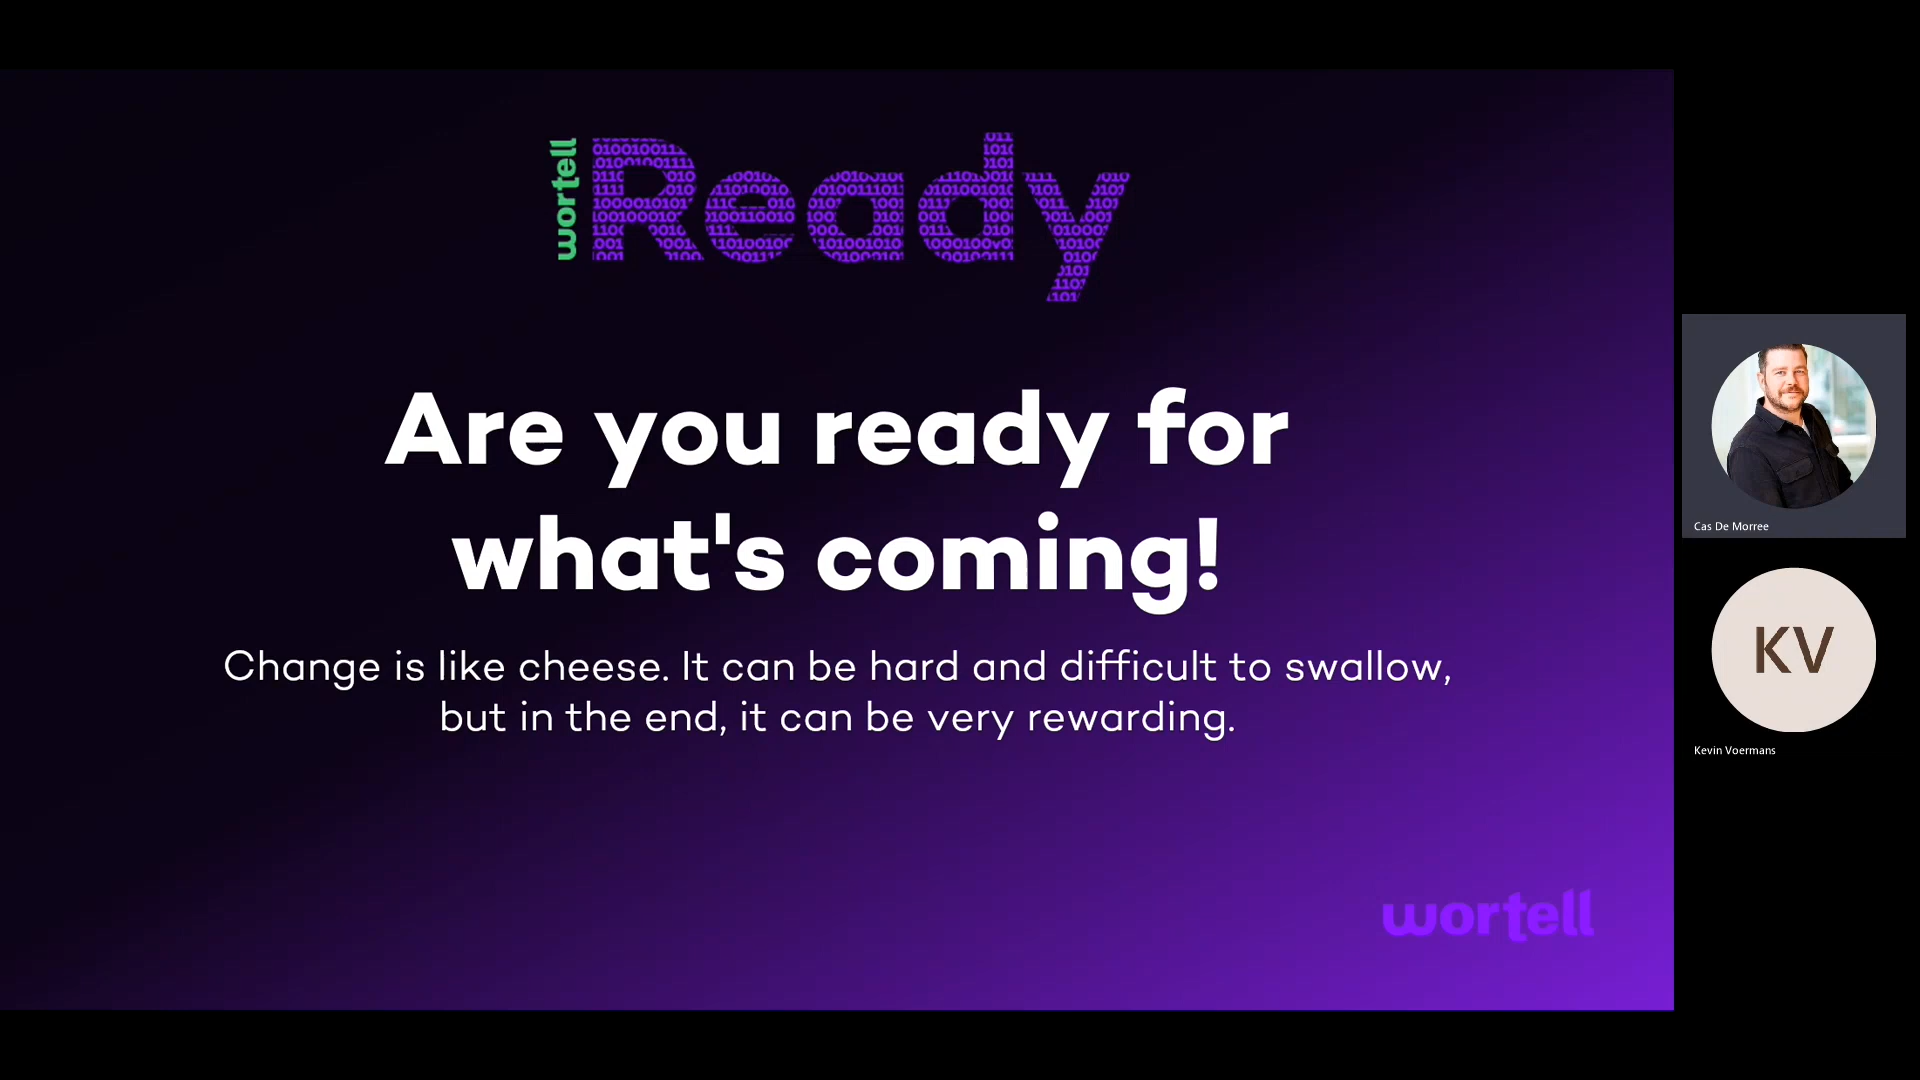 wortell
Ready
Are you ready for
what's coming!
Change is like cheese. It can be hard and difficult to swallow,
but in the end, it can be very rewarding.
wortell
Cas De Morree
KV
Kevin Voermans